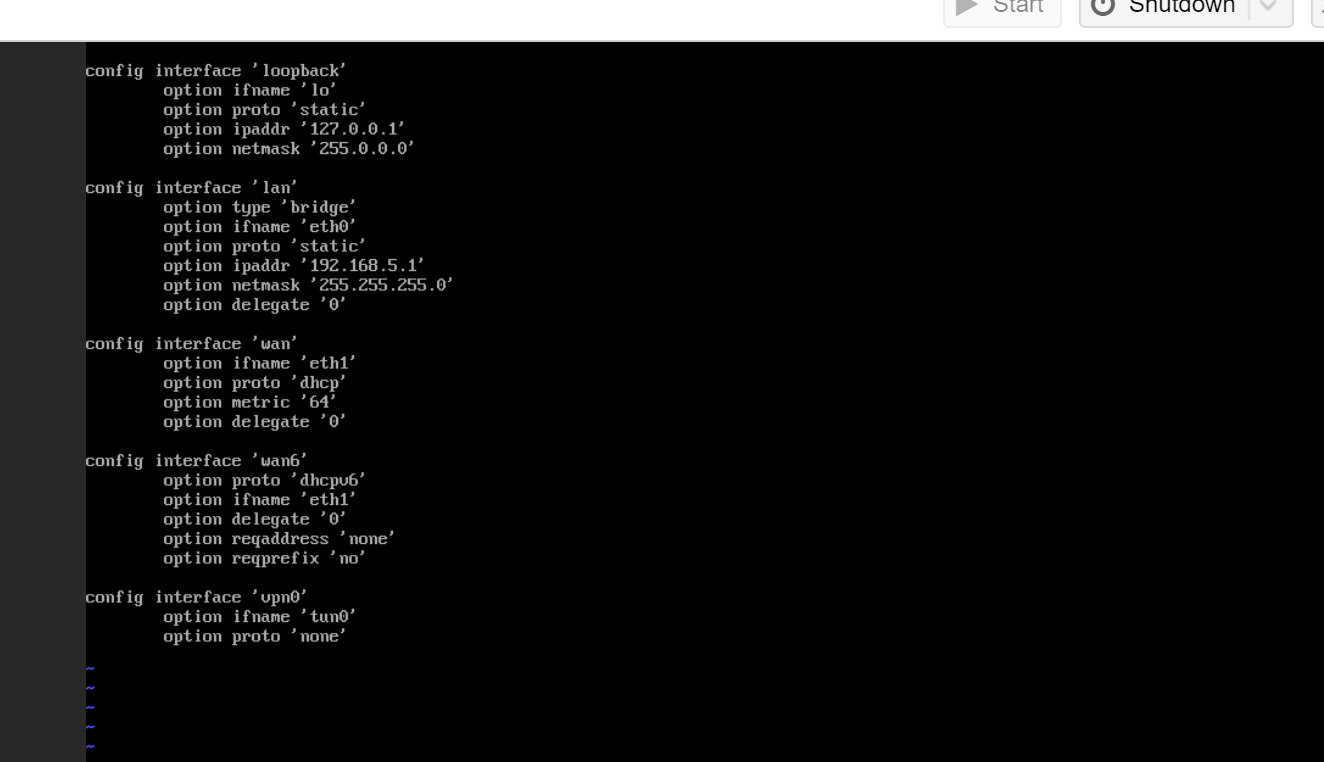 Start
Shutdown
config interface 'loopback'
option ifname 'lo'
option proto 'static'
option ipaddr '127.0.0.1'
option netmask '255.0.0.0'
config interface 'lan'
option type 'bridge'
option ifname 'eth0'
option proto 'static'
option ipaddr '192.168.5.1'
option netmask '255.255.255.0'
option delegate '0'
config interface 'wan'
option ifname 'eth1'
option proto 'dhcp'
option metric '64'
option delegate '0'
config interface 'wan6'
option proto 'dhcpv6'
option ifname 'eth1'
option delegate '0'
option reqaddress 'none'
option reqprefix 'no'
config interface 'vpn0'
option ifname 'tun0'
option proto 'none'
~
~
~
~
~